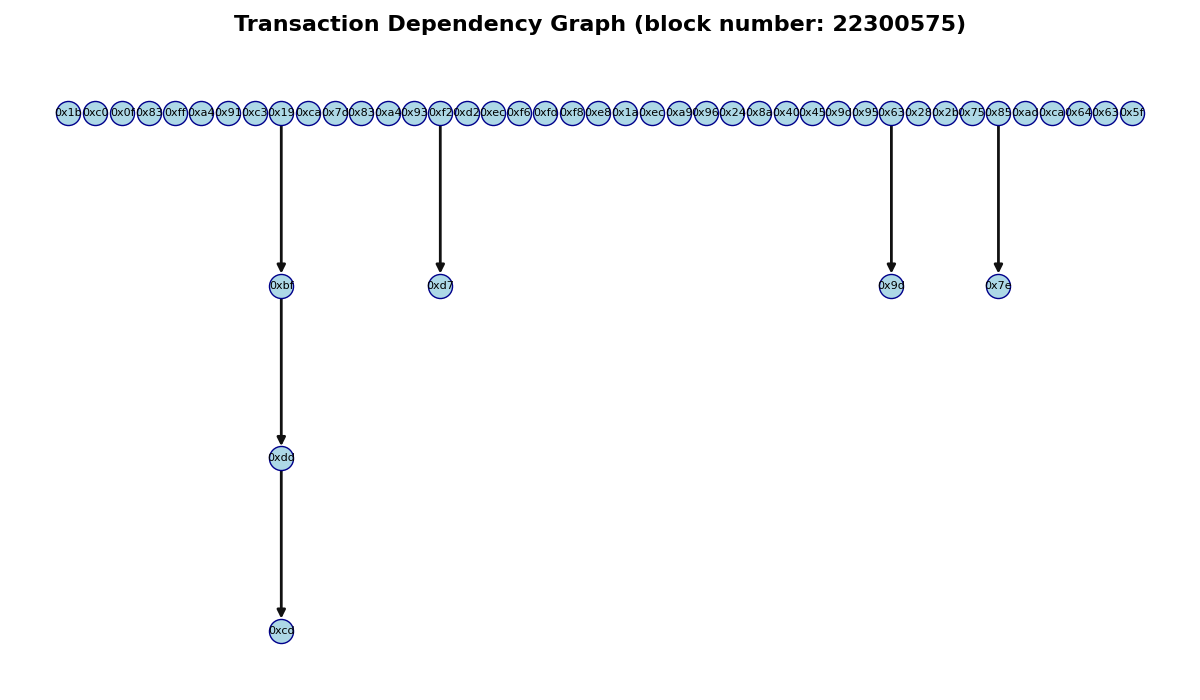 Transaction Dependency Graph (block number: 22300575)
0x1b 0xc0 0x0f 0x83 0xff 0xa4 0x91 0xc3 0x19 0xca 0x7d 0x83 0xa4 0x93 0xf2 0xd2 0xec 0xf6 0xfd 0xf8 0xe8 0x1a 0xec 0xa9 0x96 0x24 0x8a 0x40 0x45 0x9d 0x95 0x63 0x28 0x2b 0x75 0x85 0xad 0xca 0x64 0x63 0x5f
0xbf 0xd7 0x9d 0x7e
0xdd
0xcd